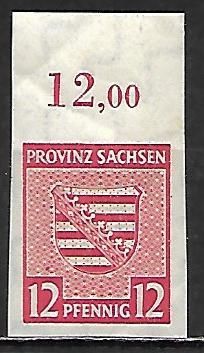 12,00
PROVINZ SACHSEN
12 PFENNIG 12